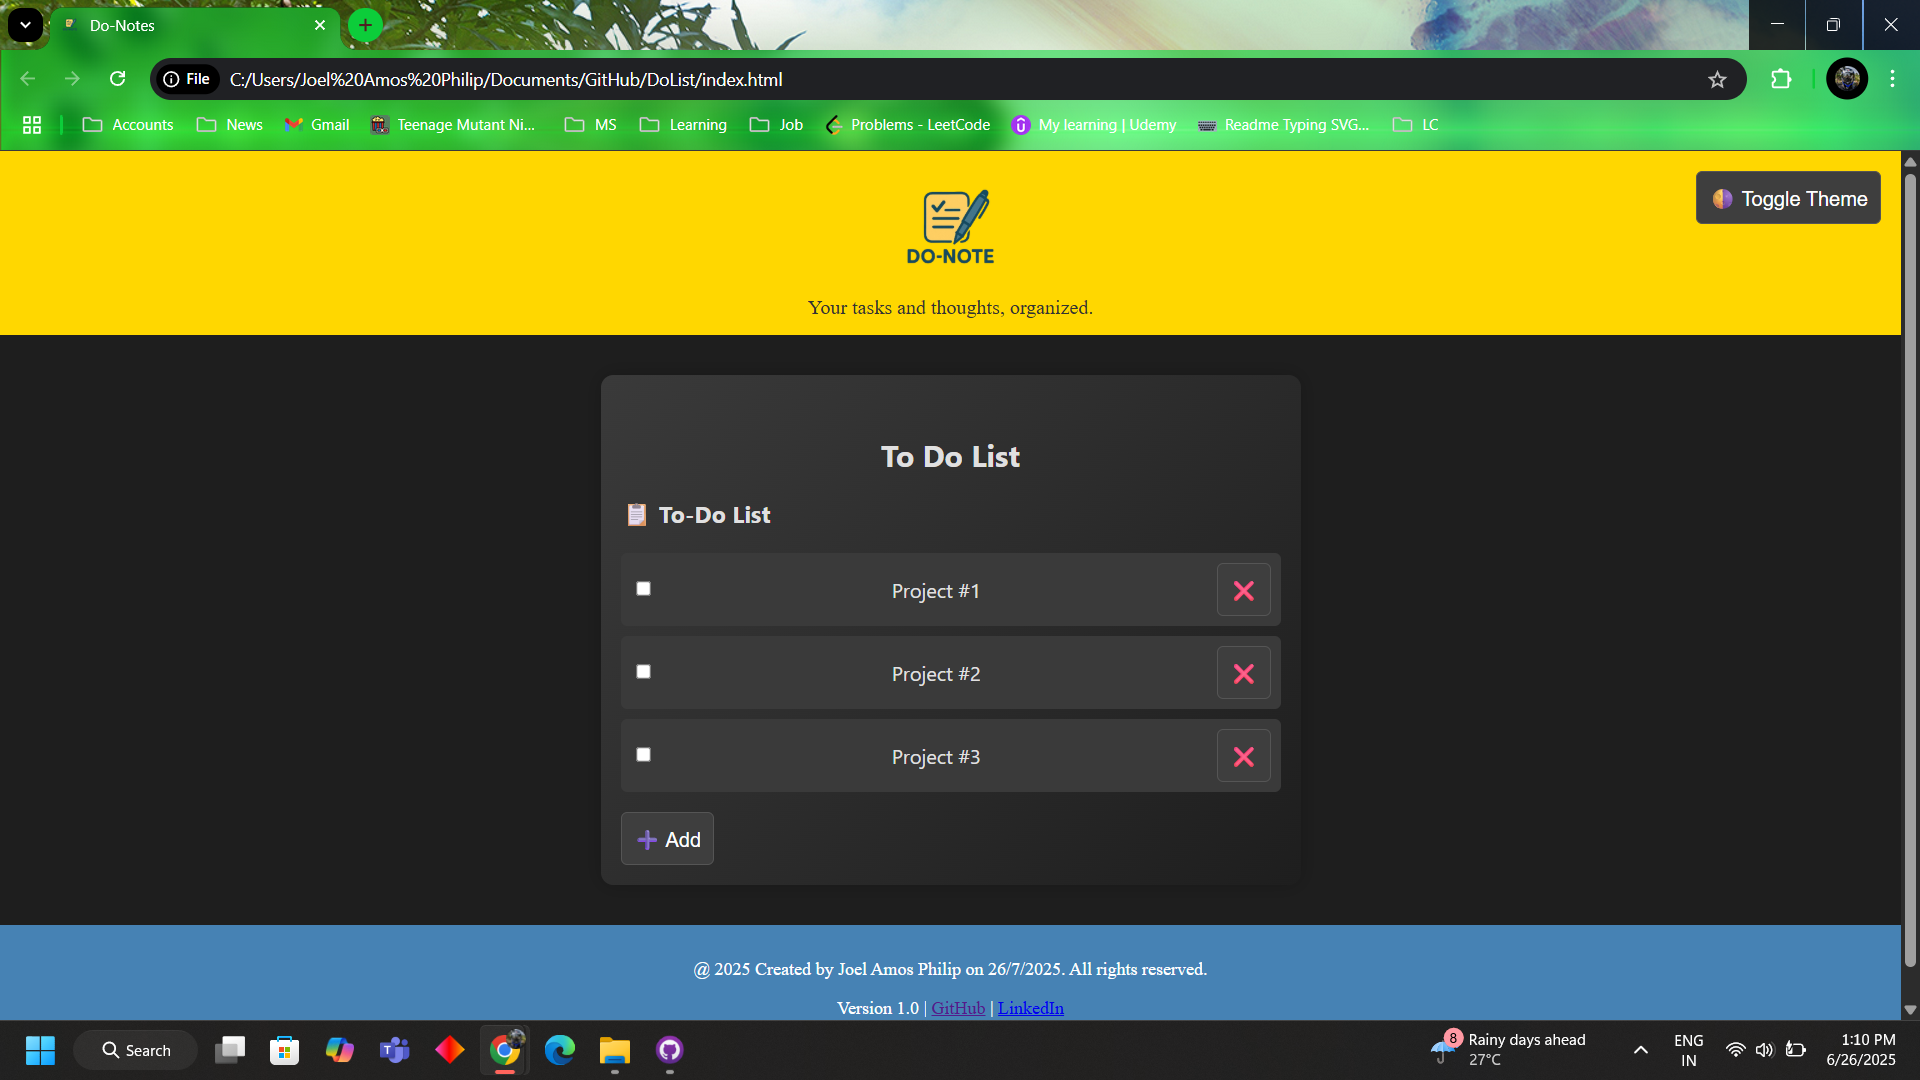 Do-Notes
File C:/Users/Joel%20Amos%20Philip/Documents/GitHub/DoList/index.html
Accounts News Gmail Teenage Mutant Ni... MS Learning Job Problems - LeetCode My learning | Udemy Readme Typing SVG... LC
Toggle Theme
DO-NOTE
Your tasks and thoughts, organized.
To Do List
To-Do List
Project #1
Project #2
Project #3
Add
@ 2025 Created by Joel Amos Philip on 26/7/2025. All rights reserved.
Version 1.0 | GitHub | LinkedIn
Search
8
Rainy days ahead
27°C
ENG
IN
1:10 PM
6/26/2025